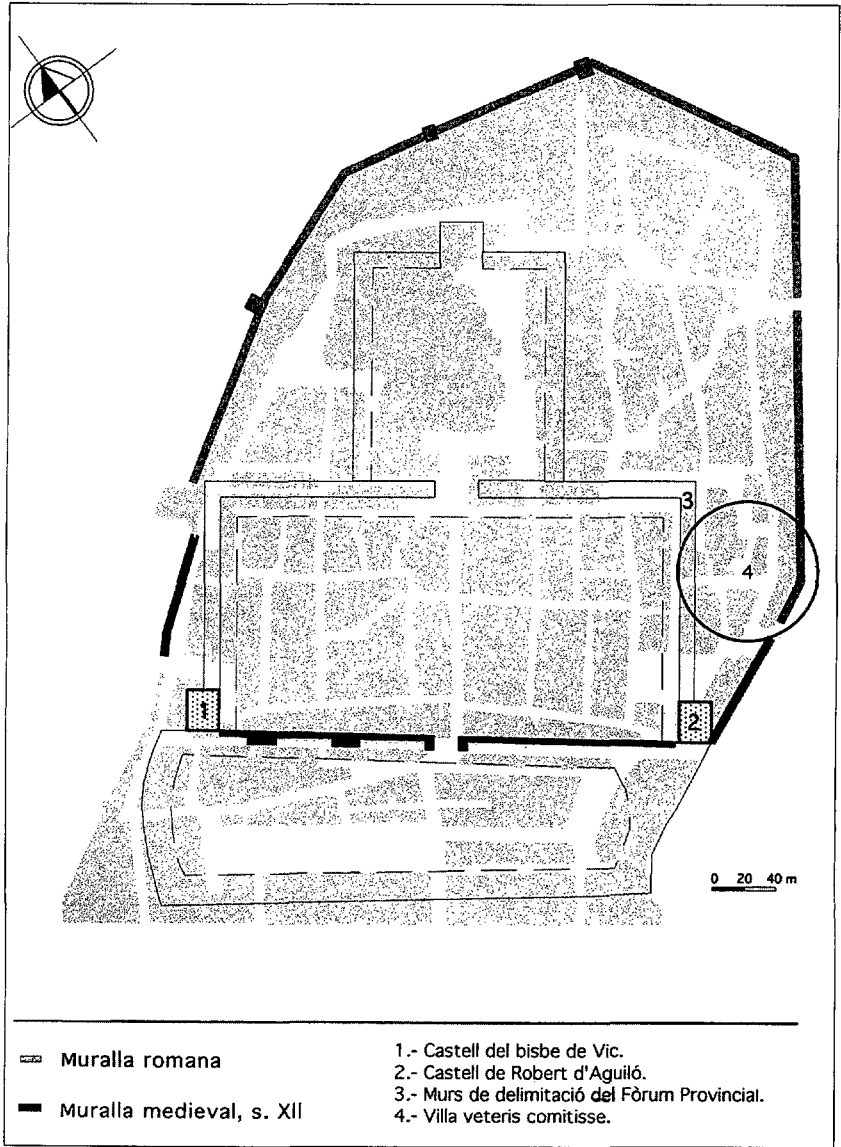 3
4
1
2
0 20 40 m
Muralla romana
Muralla medieval, s. XII
1.- Castell del bisbe de Vic.
2.- Castell de Robert d'Aguiló.
3.- Murs de delimitació del Fòrum Provincial.
4.- Villa veteris comitisse.